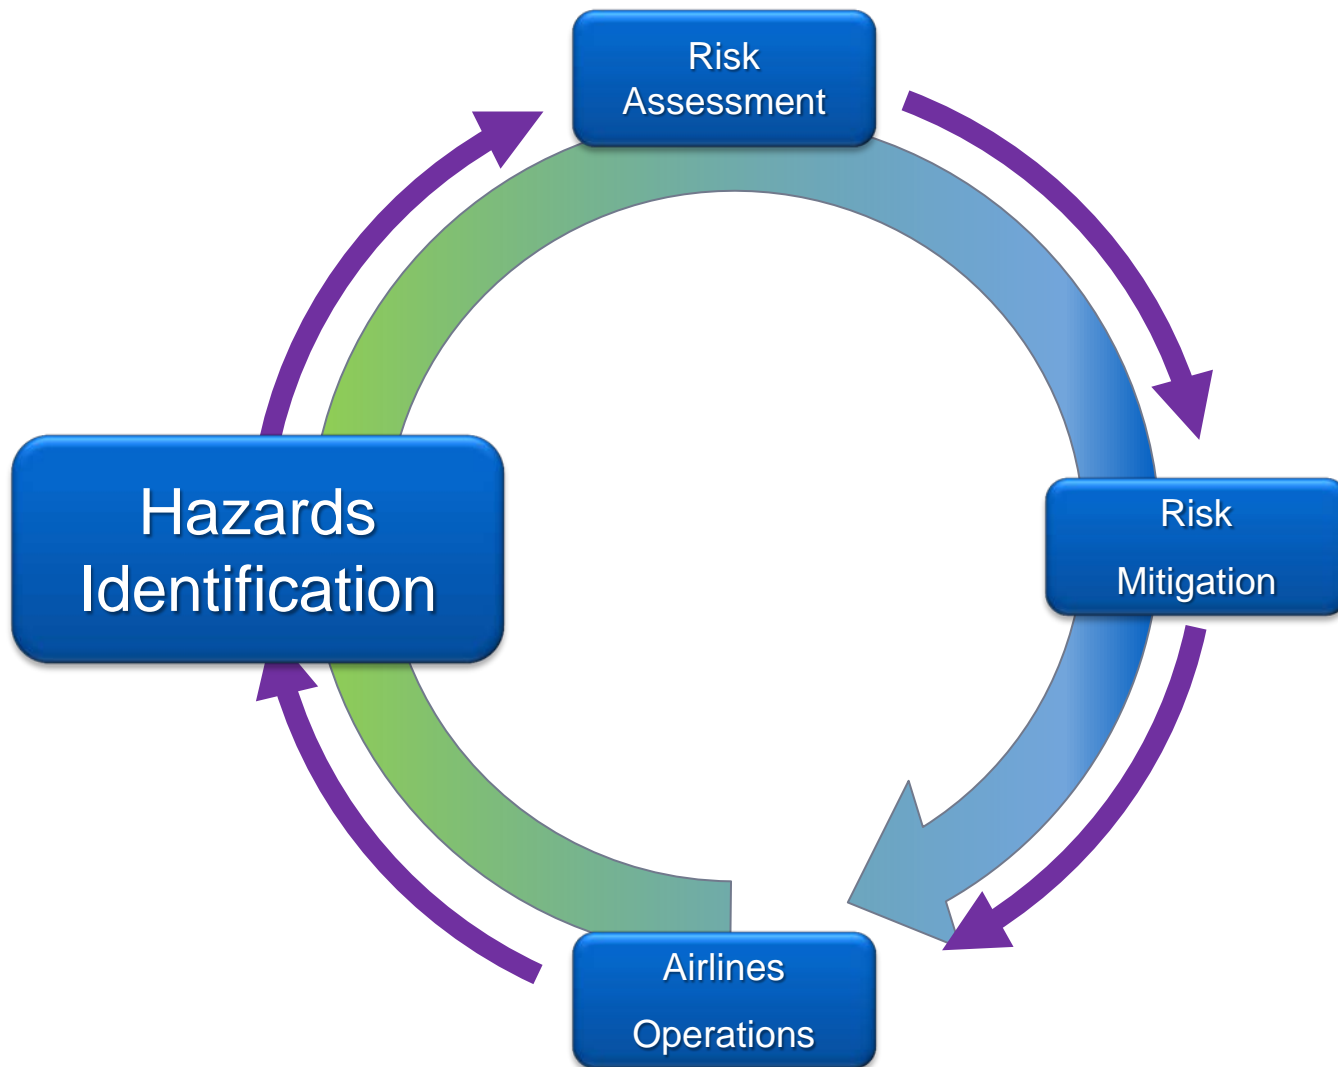 Risk
Assessment
Hazards
Identification
Risk
Mitigation
Airlines
Operations